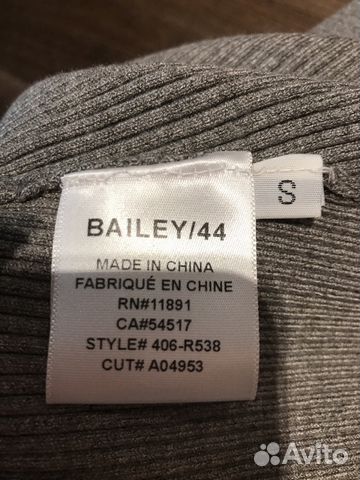 BAILEY/44
MADE IN CHINA
FABRIQUÉ EN CHINE
RN#11891
CA#54517
STYLE# 406-R538
CUT# A04953
S
Avito